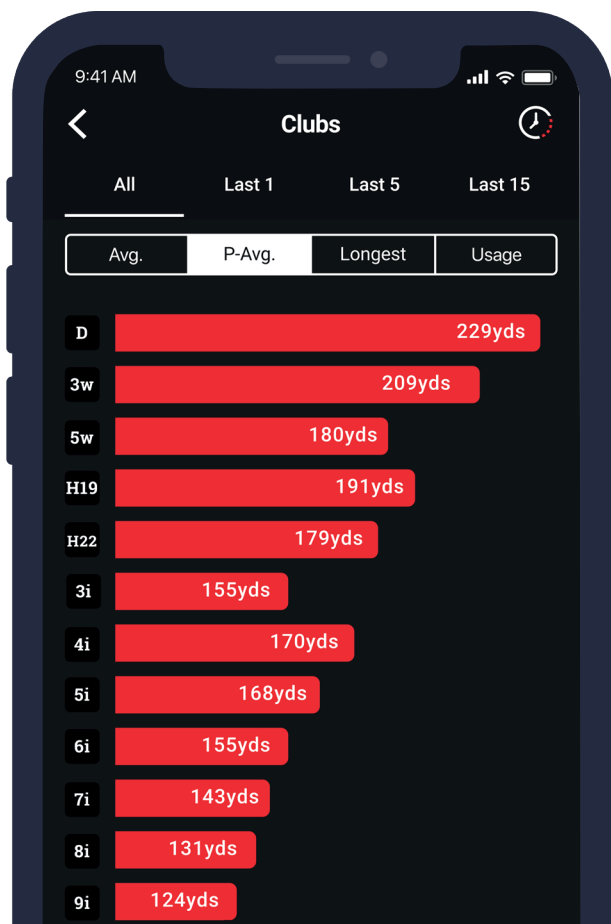 9:41 AM
Clubs
All Last 1 Last 5 Last 15
Avg. P-Avg. Longest Usage
D 229yds
3w 209yds
5w 180yds
H19 191yds
H22 179yds
3i 155yds
4i 170yds
5i 168yds
6i 155yds
7i 143yds
8i 131yds
9i 124yds